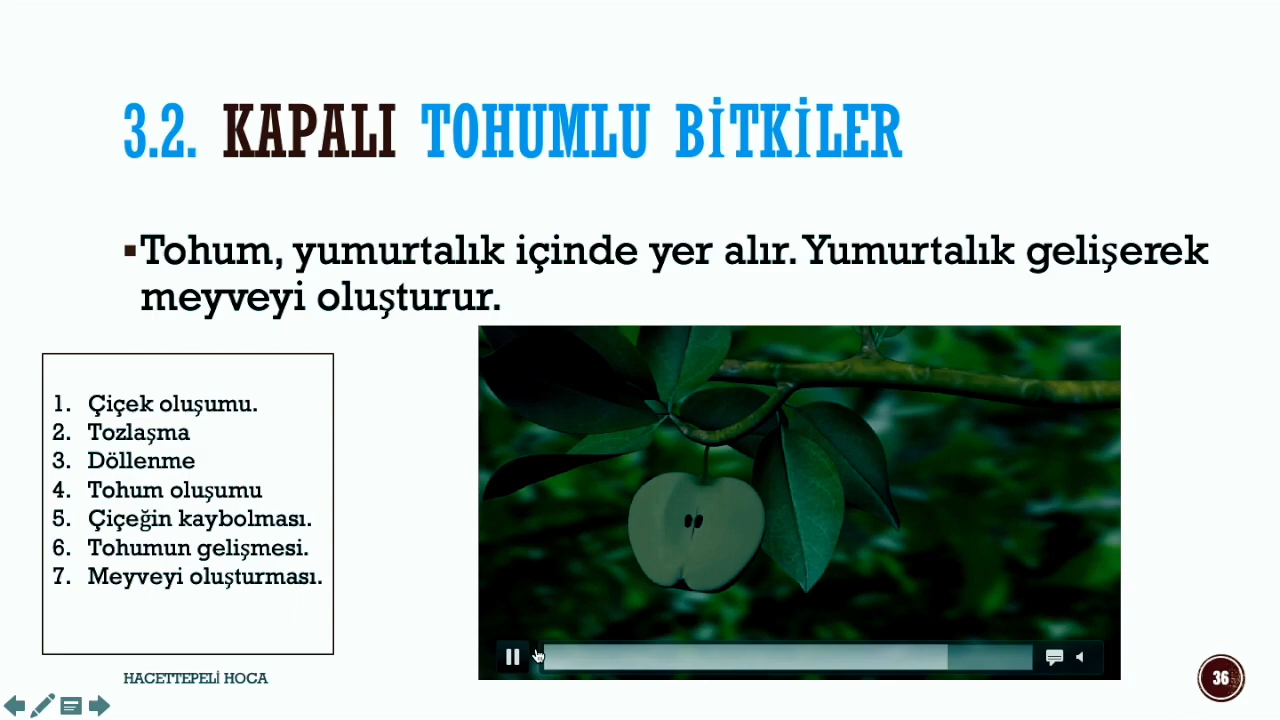 3.2. KAPALI TOHUMLU BİTKİLER
▪Tohum, yumurtalık içinde yer alır. Yumurtalık gelişerek
meyveyi oluşturur.
1. Çiçek oluşumu.
2. Tozlaşma
3. Döllenme
4. Tohum oluşumu
5. Çiçeğin kaybolması.
6. Tohumun gelişmesi.
7. Meyveyi oluşturması.
HACETTEPELİ HOCA
36